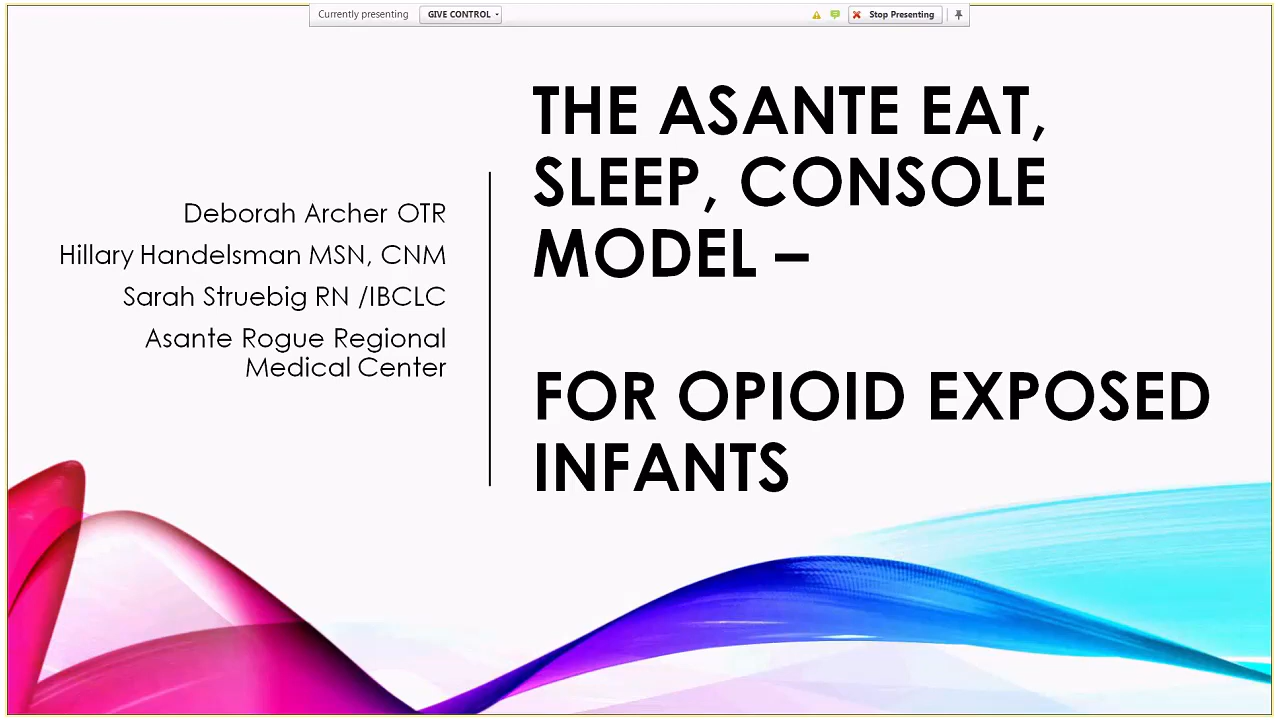 Currently presenting GIVE CONTROL Stop Presenting
THE ASANTE EAT,
SLEEP, CONSOLE
MODEL –
FOR OPIOID EXPOSED
INFANTS
Deborah Archer OTR
Hillary Handelsman MSN, CNM
Sarah Struebig RN /IBCLC
Asante Rogue Regional
Medical Center